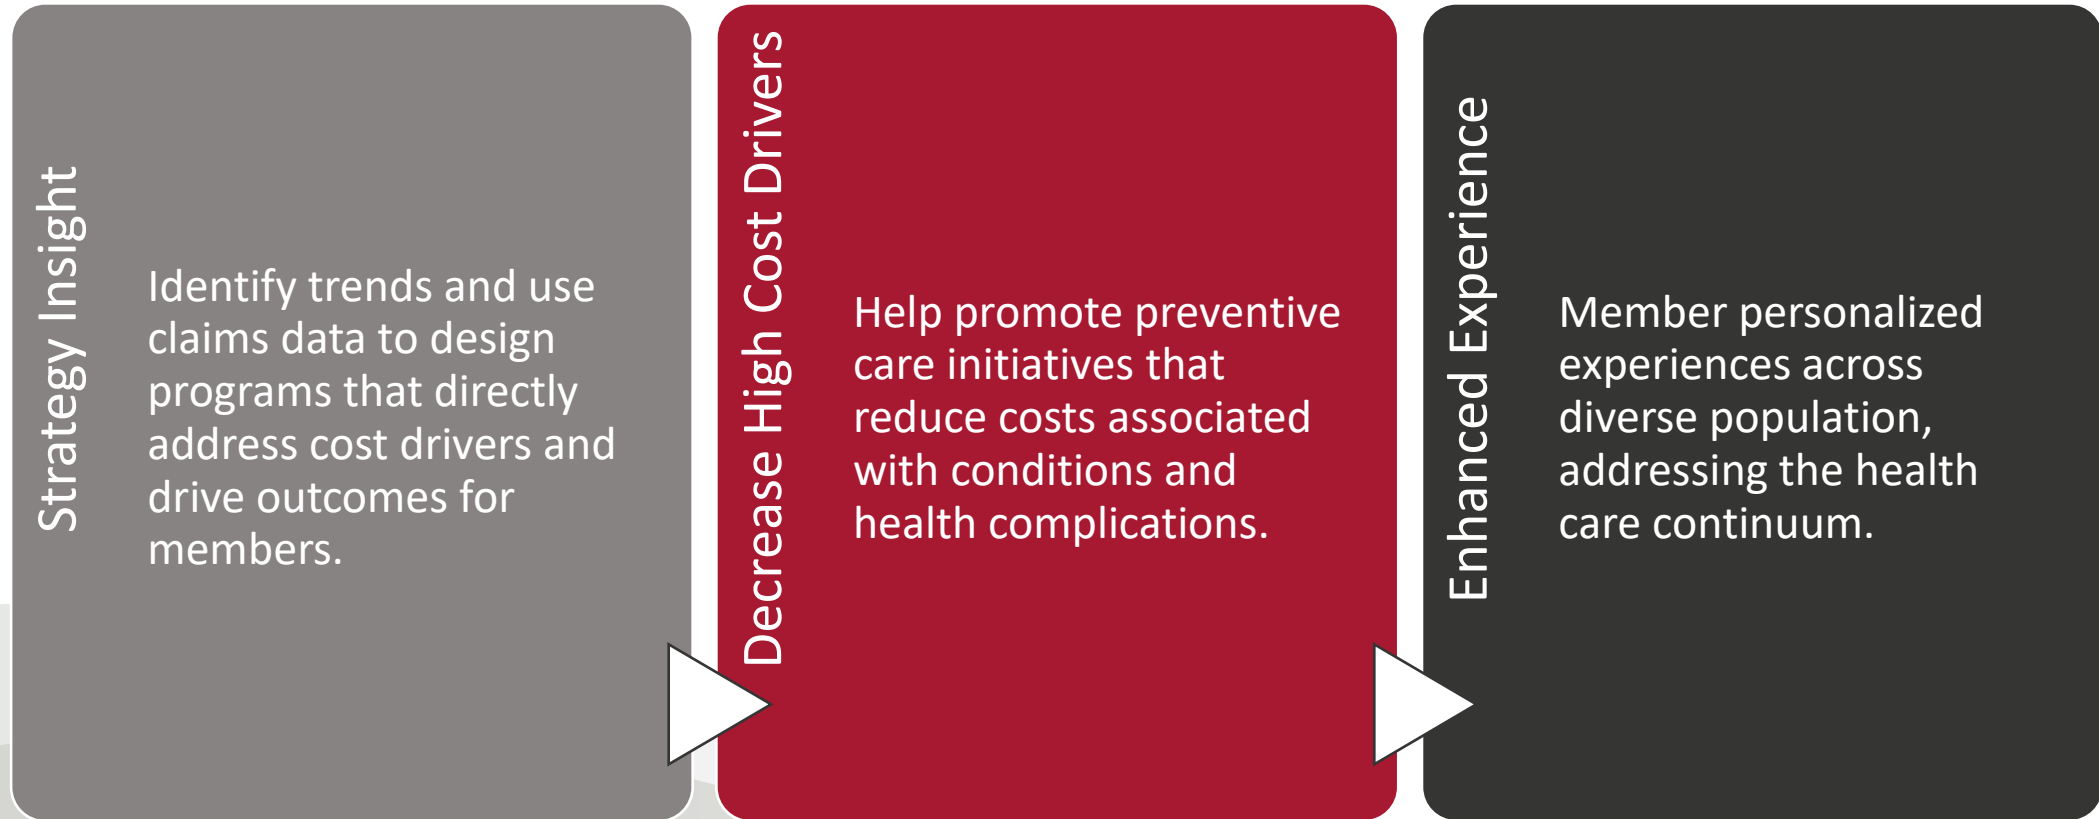 Strategy Insight
Identify trends and use
claims data to design
programs that directly
address cost drivers and
drive outcomes for
members.
Decrease High Cost Drivers
Help promote preventive
care initiatives that
reduce costs associated
with conditions and
health complications.
Enhanced Experience
Member personalized
experiences across
diverse population,
addressing the health
care continuum.